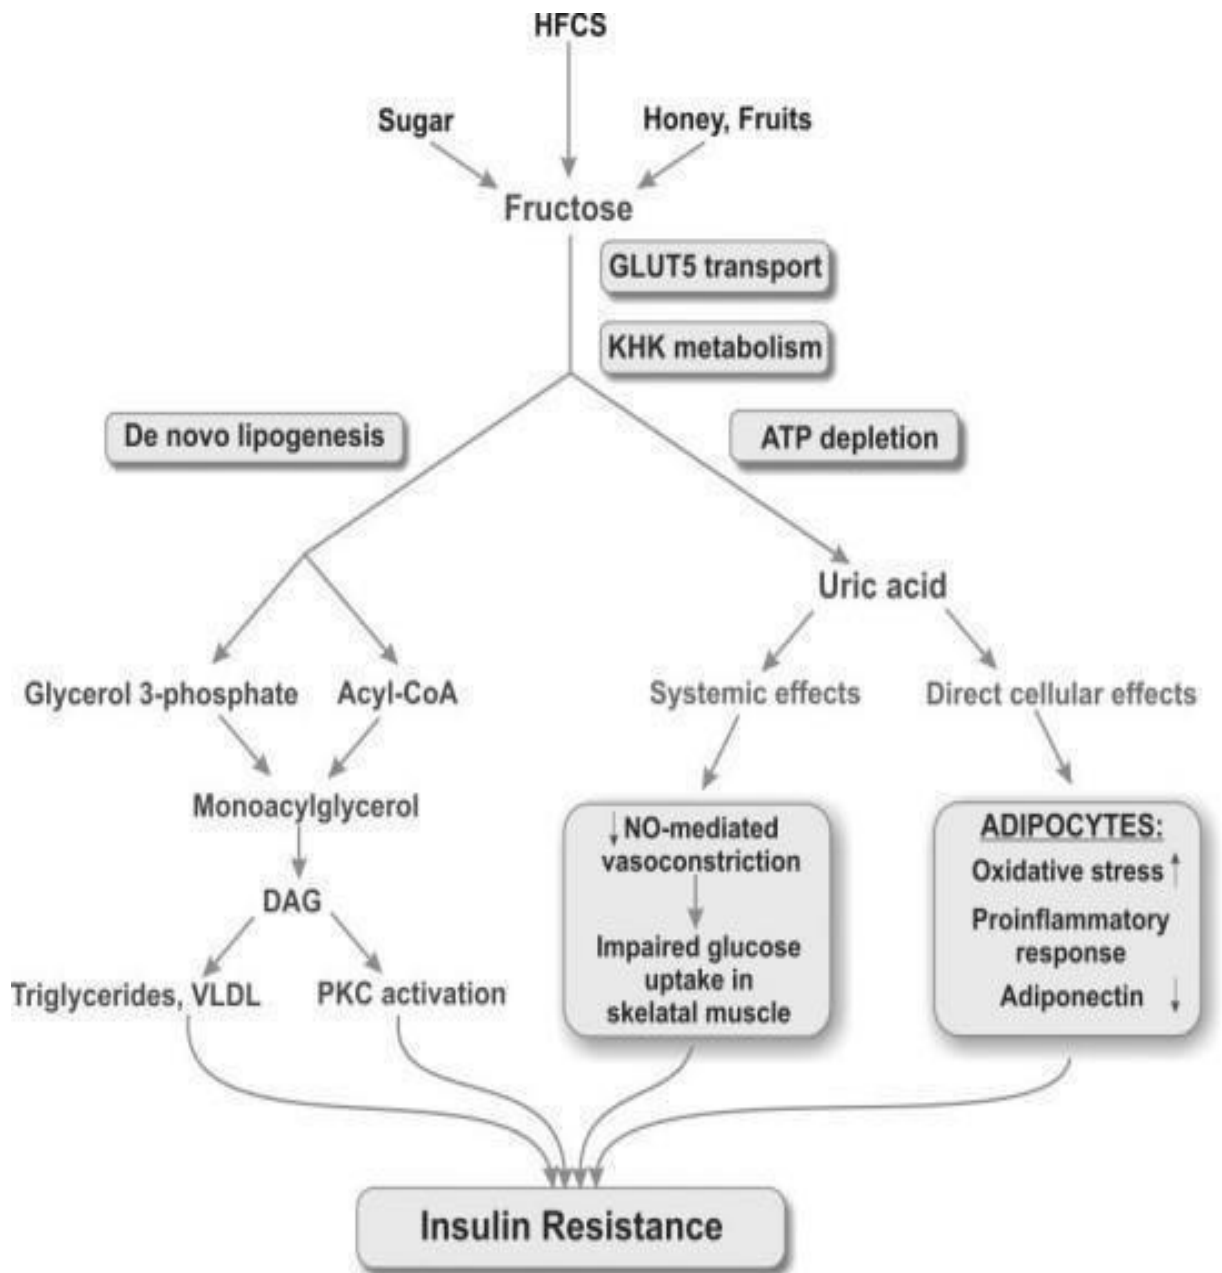 HFCS
Sugar
Honey, Fruits
Fructose
GLUT5 transport
KHK metabolism
De novo lipogenesis
ATP depletion
Uric acid
Glycerol 3-phosphate
Acyl-CoA
Systemic effects
Direct cellular effects
Monoacylglycerol
DAG
Triglycerides, VLDL
PKC activation
↓ NO-mediated
vasoconstriction
Impaired glucose
uptake in
skelatal muscle
ADIPOCYTES:
Oxidative stress ↑
Proinflammatory
response
Adiponectin ↓
Insulin Resistance